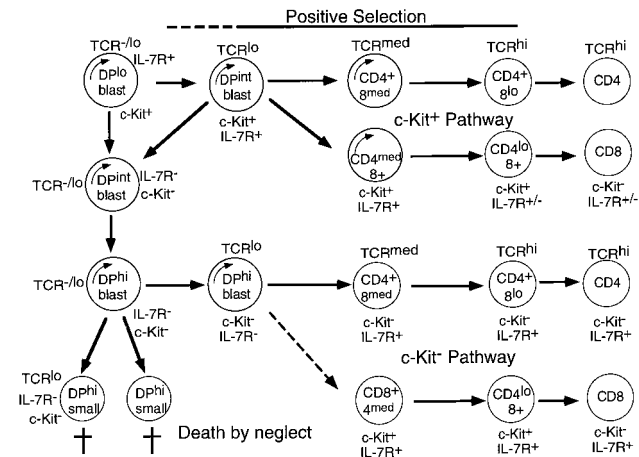 Positive Selection
TCR-/lo
IL-7R+
DPlo
blast
c-Kit+
TCRlo
DPint
blast
c-Kit+
IL-7R+
TCRmed
CD4+
8med
TCRhi
CD4+
8lo
TCRhi
CD4
c-Kit+ Pathway
CD4med
8+
c-Kit+
IL-7R+
CD4lo
8+
c-Kit+
IL-7R+/-
CD8
c-Kit-
IL-7R+/-
TCR-/lo
DPint
blast
IL-7R-
c-Kit-
TCR-/lo
DPhi
blast
IL-7R-
c-Kit-
TCRlo
DPhi
blast
c-Kit-
IL-7R-
TCRmed
CD4+
8med
c-Kit-
IL-7R+
TCRhi
CD4+
8lo
c-Kit-
IL-7R+
TCRhi
CD4
c-Kit-
IL-7R+
c-Kit- Pathway
TCRlo
IL-7R-
c-Kit-
DPhi
small
DPhi
small
Death by neglect
CD8+
4med
c-Kit+
IL-7R+
CD4lo
8+
c-Kit+
IL-7R+
CD8
c-Kit-
IL-7R+